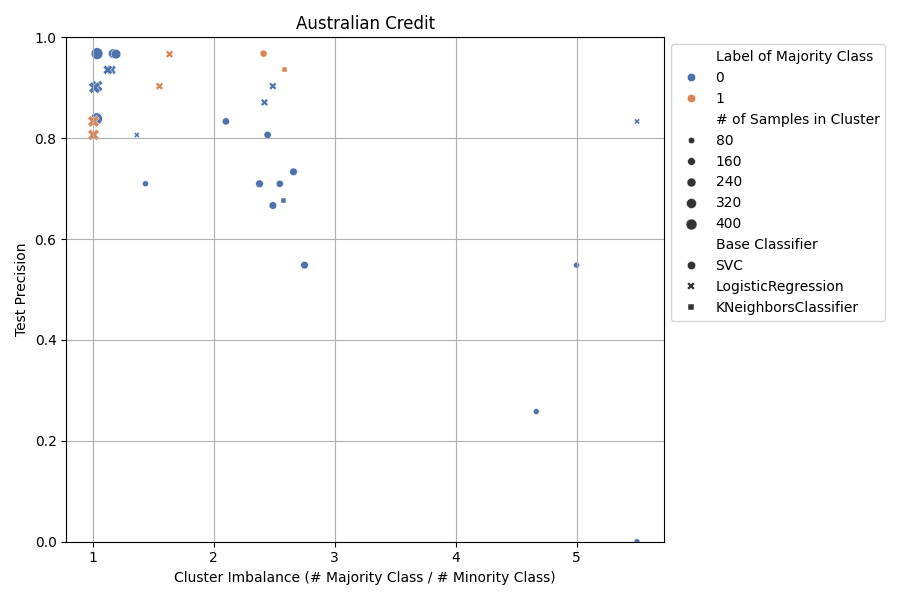 Australian Credit
1.0
0.8
0.6
0.4
0.2
0.0
Test Precision
1 2 3 4 5
Cluster Imbalance (# Majority Class / # Minority Class)
Label of Majority Class
0
1
# of Samples in Cluster
80
160
240
320
400
Base Classifier
SVC
LogisticRegression
KNeighborsClassifier